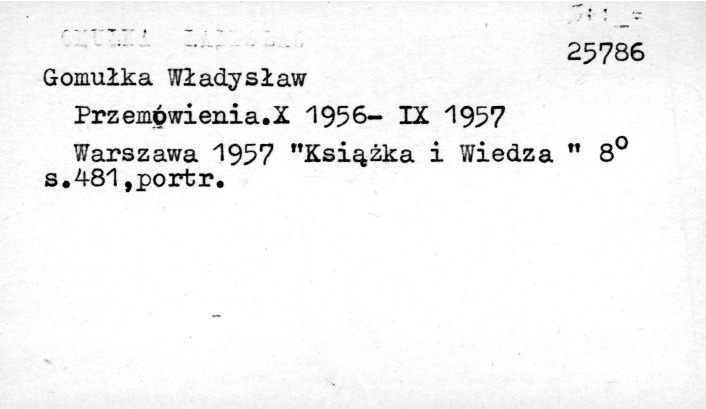 25786
Gomułka Władysław
Przemówienia.X 1956- IX 1957
Warszawa 1957 "Książka i Wiedza " 8°
s.481,portr.